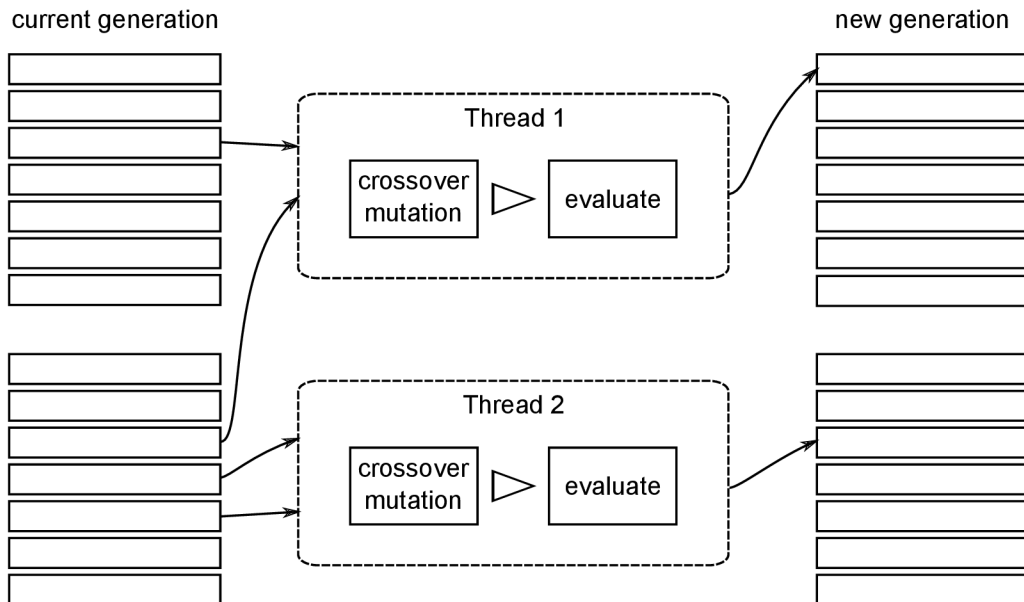 current generation
new generation
Thread 1
crossover
mutation
evaluate
Thread 2
crossover
mutation
evaluate